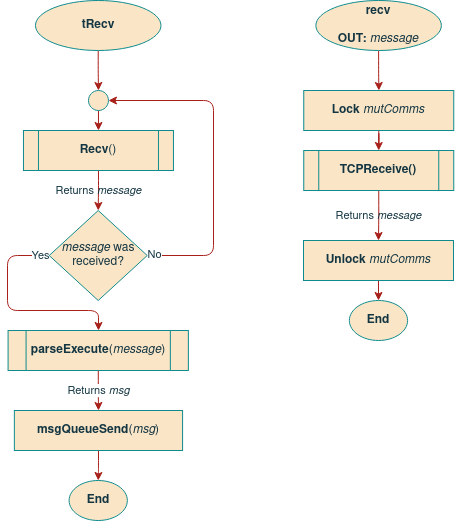 tRecv
Recv()
Returns message
message was
received?
Yes
No
parseExecute(message)
Returns msg
msgQueueSend(msg)
End
recv
OUT: message
Lock mutComms
TCPReceive()
Returns message
Unlock mutComms
End